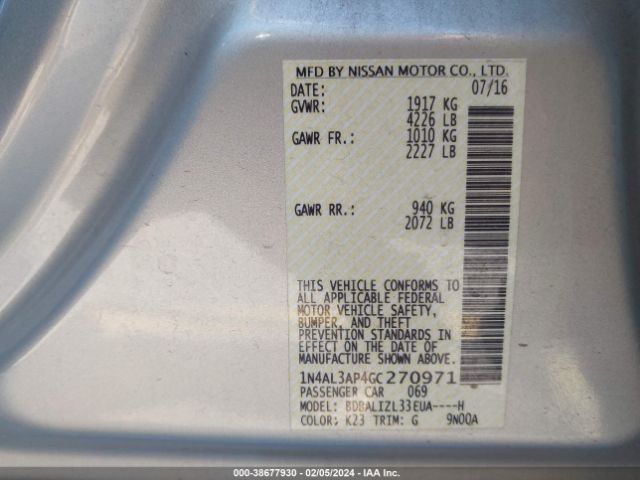 MFD BY NISSAN MOTOR CO., LTD.
DATE: 07/16
GVWR: 1917 KG
4226 LB
GAWR FR.: 1010 KG
2227 LB
GAWR RR.: 940 KG
2072 LB
THIS VEHICLE CONFORMS TO
ALL APPLICABLE FEDERAL
MOTOR VEHICLE SAFETY,
BUMPER, AND THEFT
PREVENTION STANDARDS IN
EFFECT ON THE DATE OF
MANUFACTURE SHOWN ABOVE.
1N4AL3AP4GC270971
PASSENGER CAR 069
MODEL: BDBALIZL33EUA----H
COLOR: K23 TRIM: G 9N00A
000-38677930 - 02/05/2024 - IAA Inc.